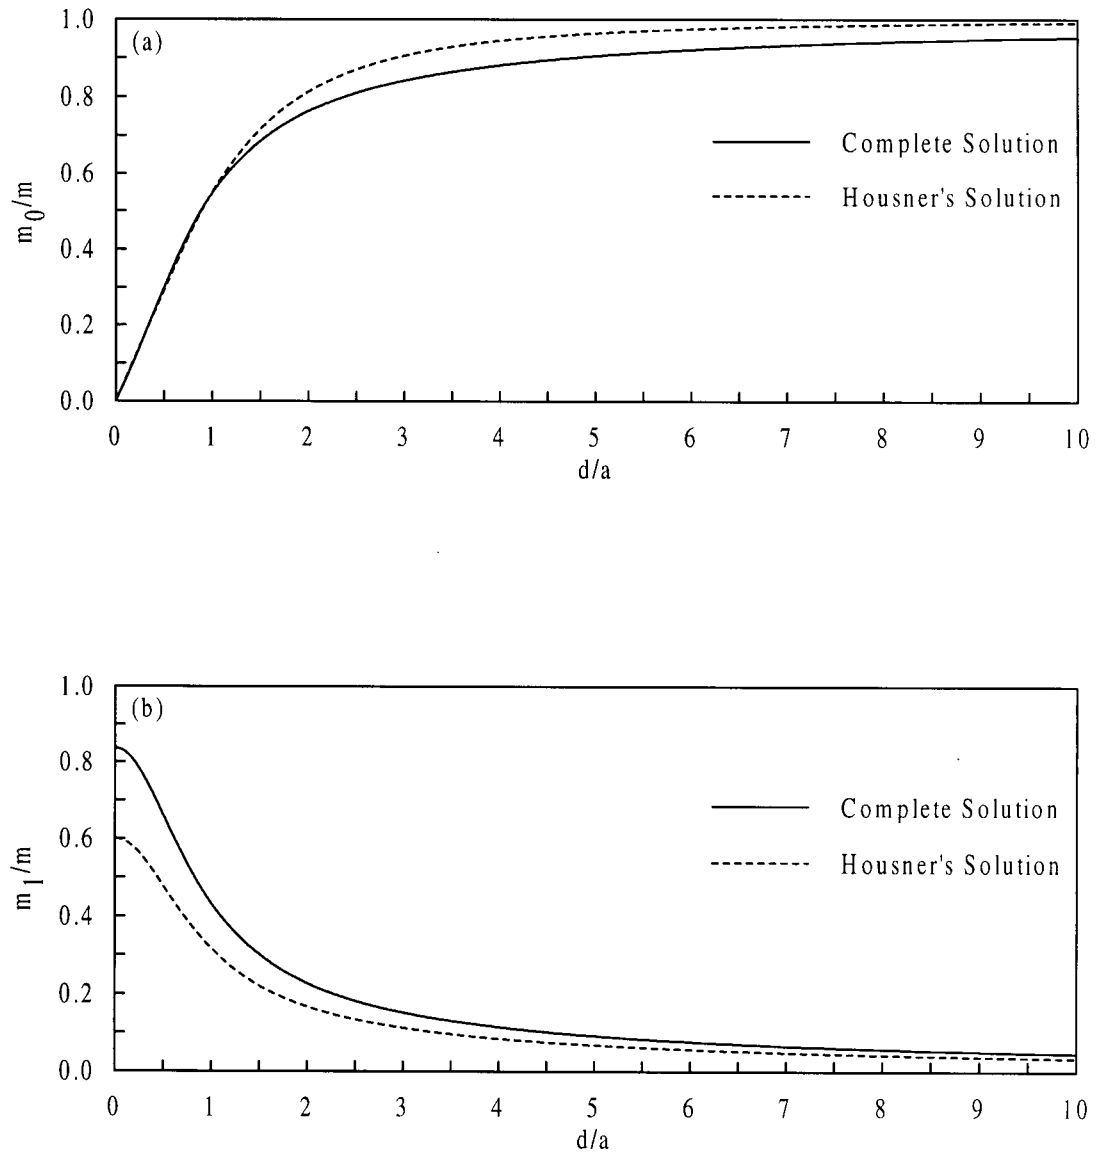 1.0
(a)
0.8
Complete Solution
0.6
Housner's Solution
m0/m
0.4
0.2
0.0
0 1 2 3 4 5 6 7 8 9 10
d/a
1.0
(b)
0.8
Complete Solution
0.6
Housner's Solution
m1/m
0.4
0.2
0.0
0 1 2 3 4 5 6 7 8 9 10
d/a